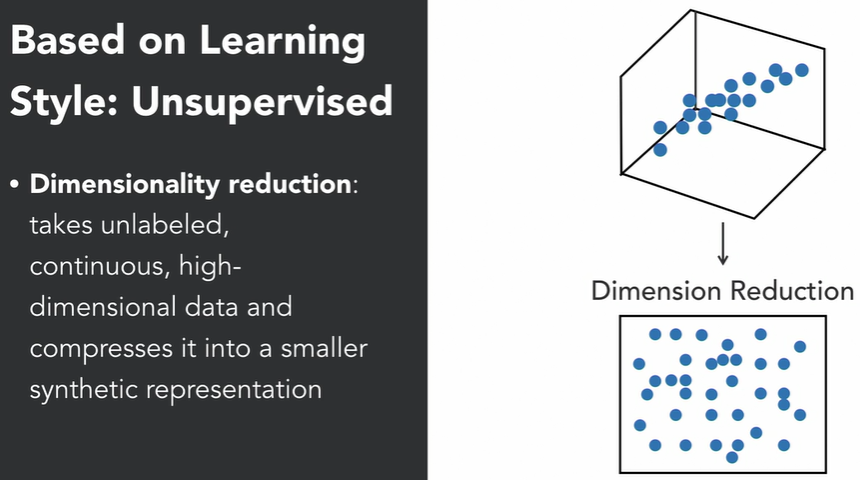 Based on Learning
Style: Unsupervised
• Dimensionality reduction:
takes unlabeled,
continuous, high-
dimensional data and
compresses it into a smaller
synthetic representation
Dimension Reduction